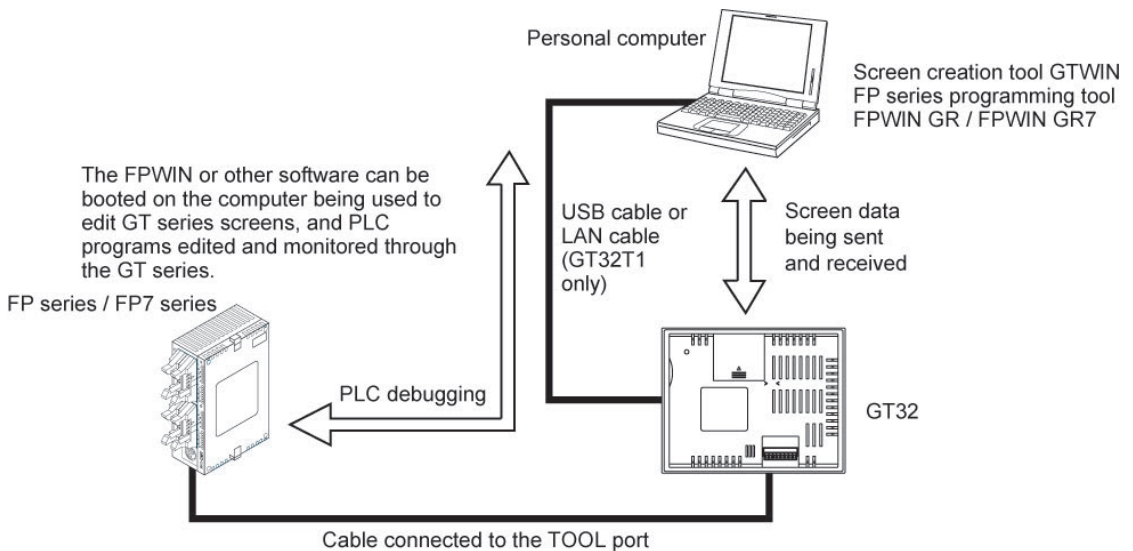 Personal computer
Screen creation tool GTWIN
FP series programming tool
FPWIN GR / FPWIN GR7
The FPWIN or other software can be
booted on the computer being used to
edit GT series screens, and PLC
programs edited and monitored through
the GT series.
USB cable or
LAN cable
(GT32T1
only)
Screen data
being sent
and received
FP series / FP7 series
PLC debugging
GT32
Cable connected to the TOOL port